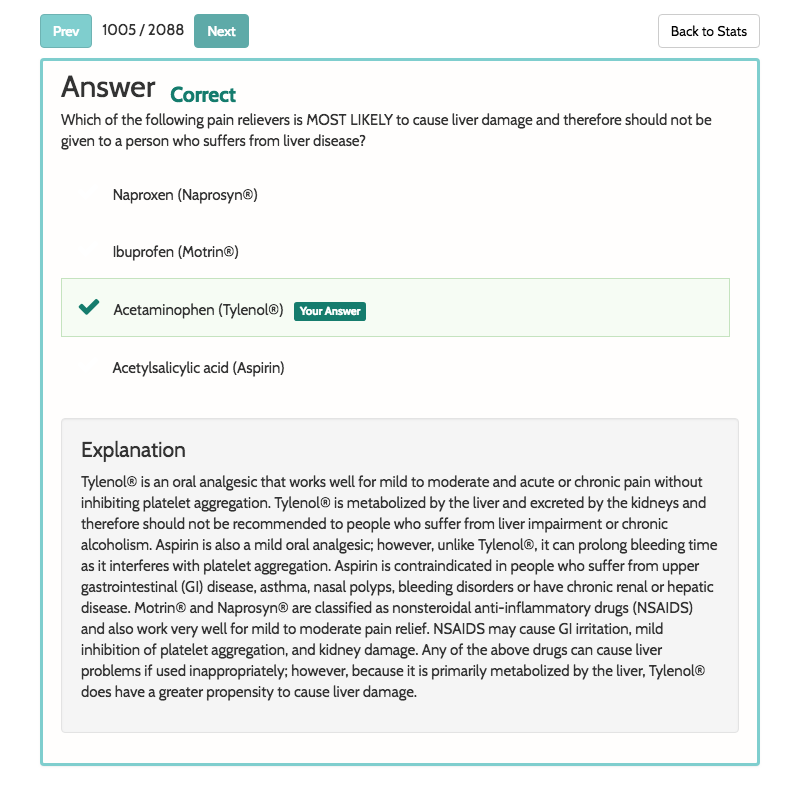 Prev 1005 / 2088 Next Back to Stats
Answer Correct
Which of the following pain relievers is MOST LIKELY to cause liver damage and therefore should not be
given to a person who suffers from liver disease?
Naproxen (Naprosyn®)
Ibuprofen (Motrin®)
Acetaminophen (Tylenol®) Your Answer
Acetylsalicylic acid (Aspirin)
Explanation
Tylenol® is an oral analgesic that works well for mild to moderate and acute or chronic pain without
inhibiting platelet aggregation. Tylenol® is metabolized by the liver and excreted by the kidneys and
therefore should not be recommended to people who suffer from liver impairment or chronic
alcoholism. Aspirin is also a mild oral analgesic; however, unlike Tylenol®, it can prolong bleeding time
as it interferes with platelet aggregation. Aspirin is contraindicated in people who suffer from upper
gastrointestinal (GI) disease, asthma, nasal polyps, bleeding disorders or have chronic renal or hepatic
disease. Motrin® and Naprosyn® are classified as nonsteroidal anti-inflammatory drugs (NSAIDS)
and also work very well for mild to moderate pain relief. NSAIDS may cause GI irritation, mild
inhibition of platelet aggregation, and kidney damage. Any of the above drugs can cause liver
problems if used inappropriately; however, because it is primarily metabolized by the liver, Tylenol®
does have a greater propensity to cause liver damage.